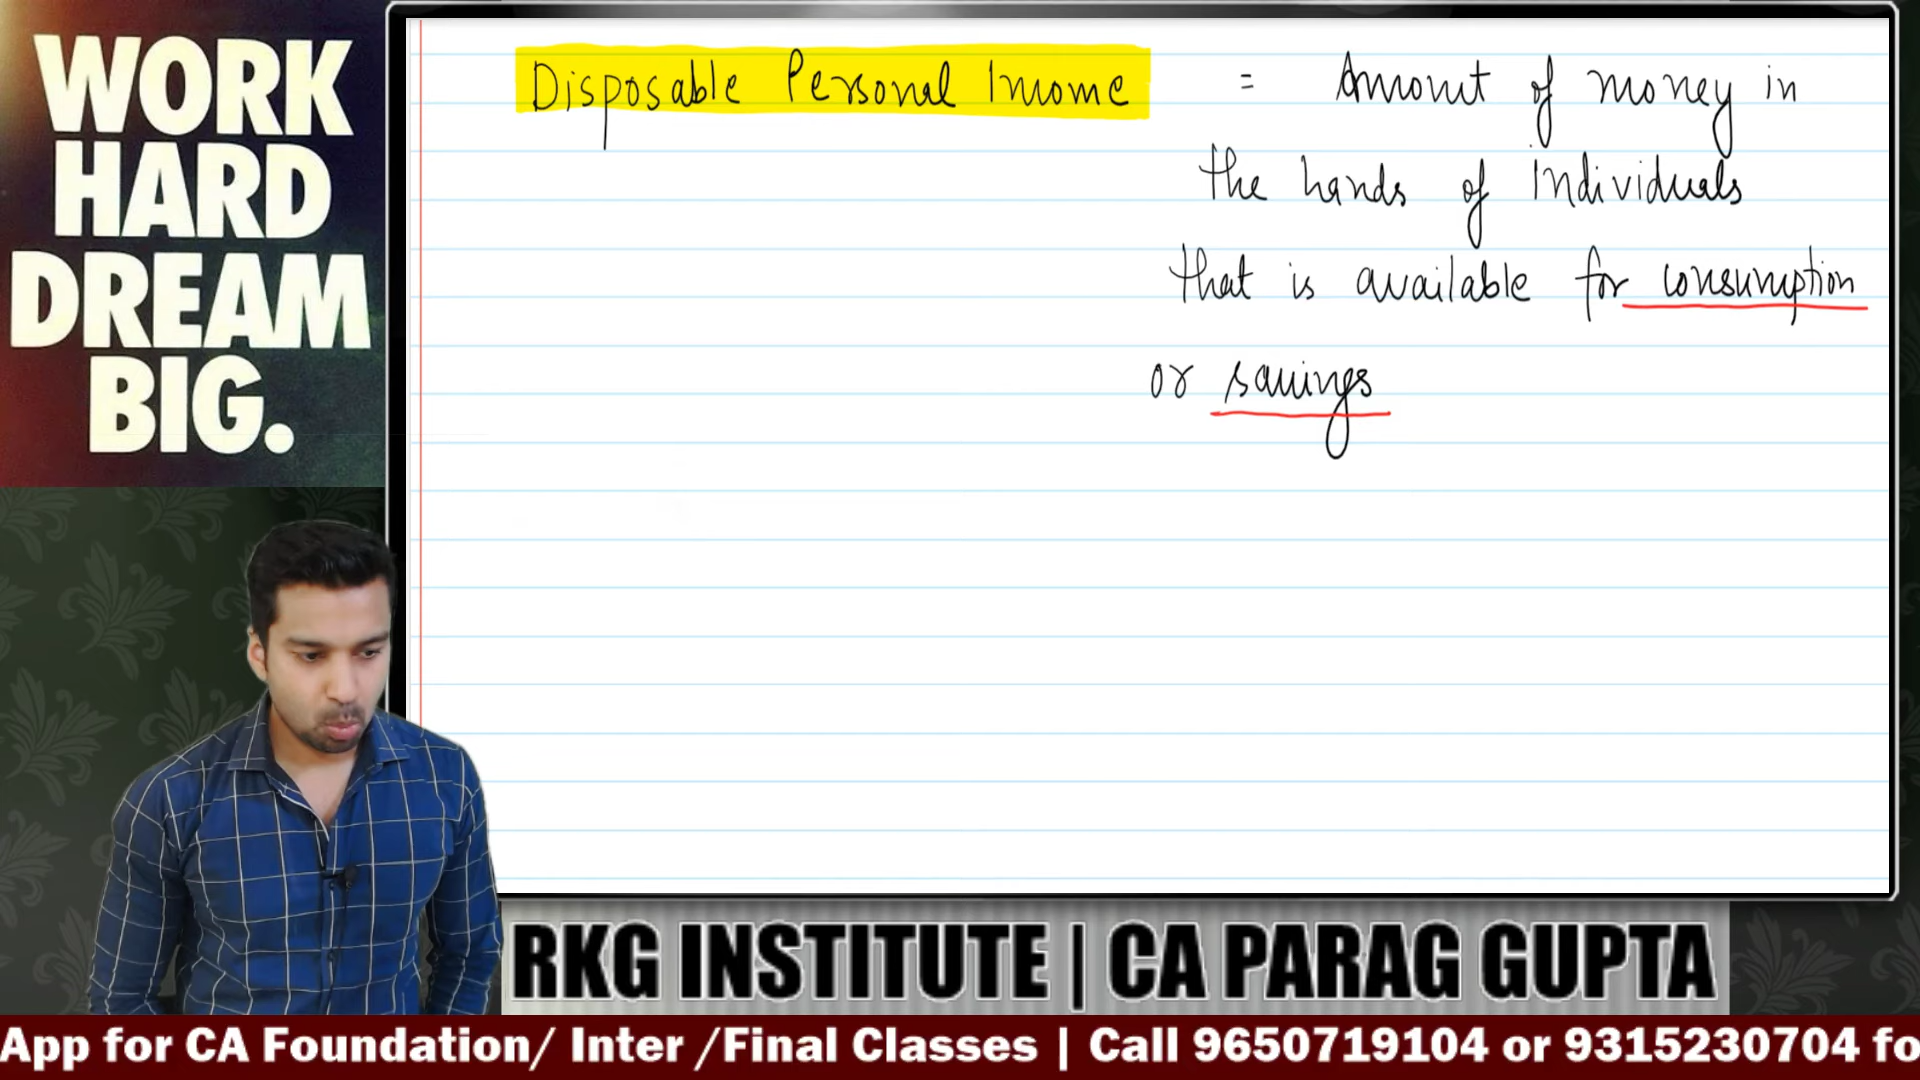 WORK
HARD
DREAM
BIG.
Disposable Personal Income = Amount of money in
the hands of individuals
that is available for consumption
or savings
RKG INSTITUTE | CA PARAG GUPTA
App for CA Foundation/ Inter /Final Classes | Call 9650719104 or 9315230704 fo